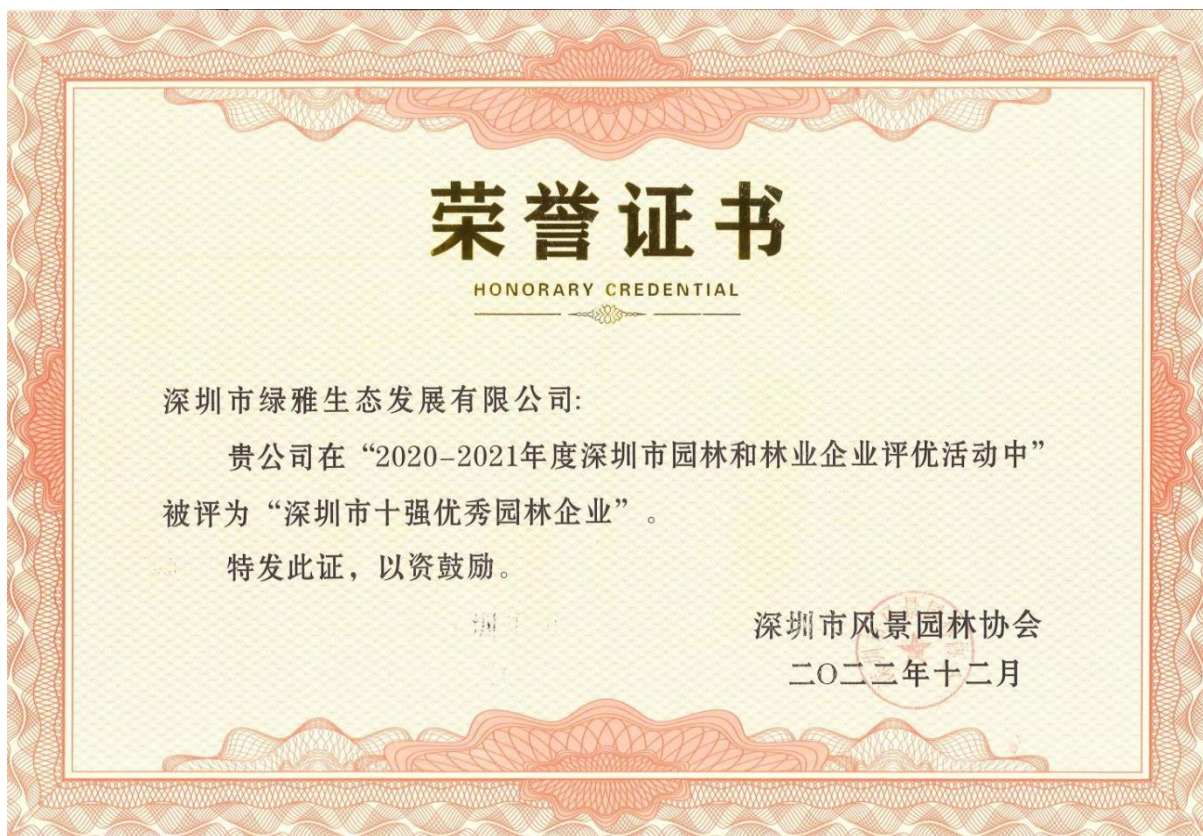 荣誉证书
HONORARY CREDENTIAL
深圳市绿雅生态发展有限公司:
贵公司在“2020-2021年度深圳市园林和林业企业评优活动中”
被评为“深圳市十强优秀园林企业”。
特发此证，以资鼓励。
深圳市风景园林协会
二〇二二年十二月